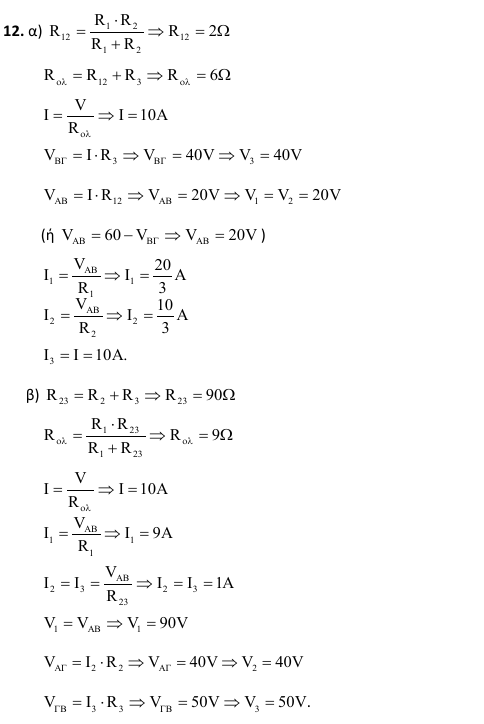 12. α) R₁₂ = (R₁ · R₂)/(R₁ + R₂) ⇒ R₁₂ = 2Ω
R_ολ = R₁₂ + R₃ ⇒ R_ολ = 6Ω
I = V/R_ολ ⇒ I = 10A
V_ΒΓ = I · R₃ ⇒ V_ΒΓ = 40V ⇒ V₃ = 40V
V_ΑΒ = I · R₁₂ ⇒ V_ΑΒ = 20V ⇒ V₁ = V₂ = 20V
(ή V_ΑΒ = 60 − V_ΒΓ ⇒ V_ΑΒ = 20V )
I₁ = V_ΑΒ/R₁ ⇒ I₁ = 20/3 A
I₂ = V_ΑΒ/R₂ ⇒ I₂ = 10/3 A
I₃ = I = 10A.
β) R₂₃ = R₂ + R₃ ⇒ R₂₃ = 90Ω
R_ολ = (R₁ · R₂₃)/(R₁ + R₂₃) ⇒ R_ολ = 9Ω
I = V/R_ολ ⇒ I = 10A
I₁ = V_ΑΒ/R₁ ⇒ I₁ = 9A
I₂ = I₃ = V_ΑΒ/R₂₃ ⇒ I₂ = I₃ = 1A
V₁ = V_ΑΒ ⇒ V₁ = 90V
V_ΑΓ = I₂ · R₂ ⇒ V_ΑΓ = 40V ⇒ V₂ = 40V
V_ΓΒ = I₃ · R₃ ⇒ V_ΓΒ = 50V ⇒ V₃ = 50V.